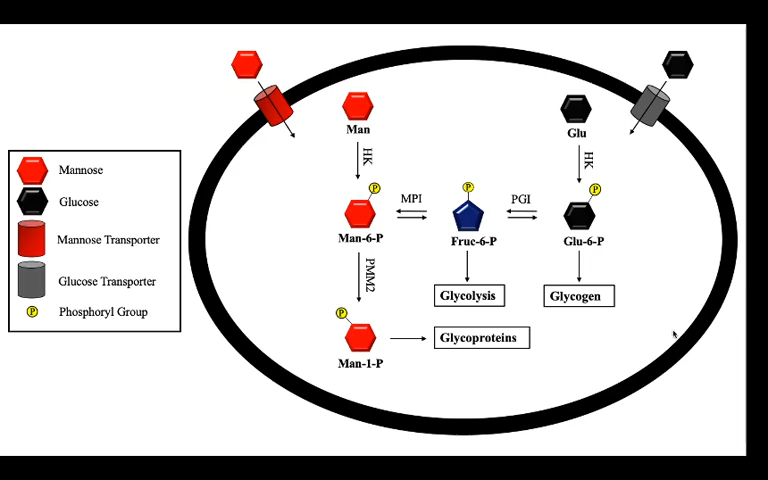 Mannose
Glucose
Mannose Transporter
Glucose Transporter
P Phosphoryl Group
Man
Glu
HK
HK
P
P
P
MPI
PGI
Man-6-P
Fruc-6-P
Glu-6-P
PMM2
Glycolysis
Glycogen
P
Glycoproteins
Man-1-P